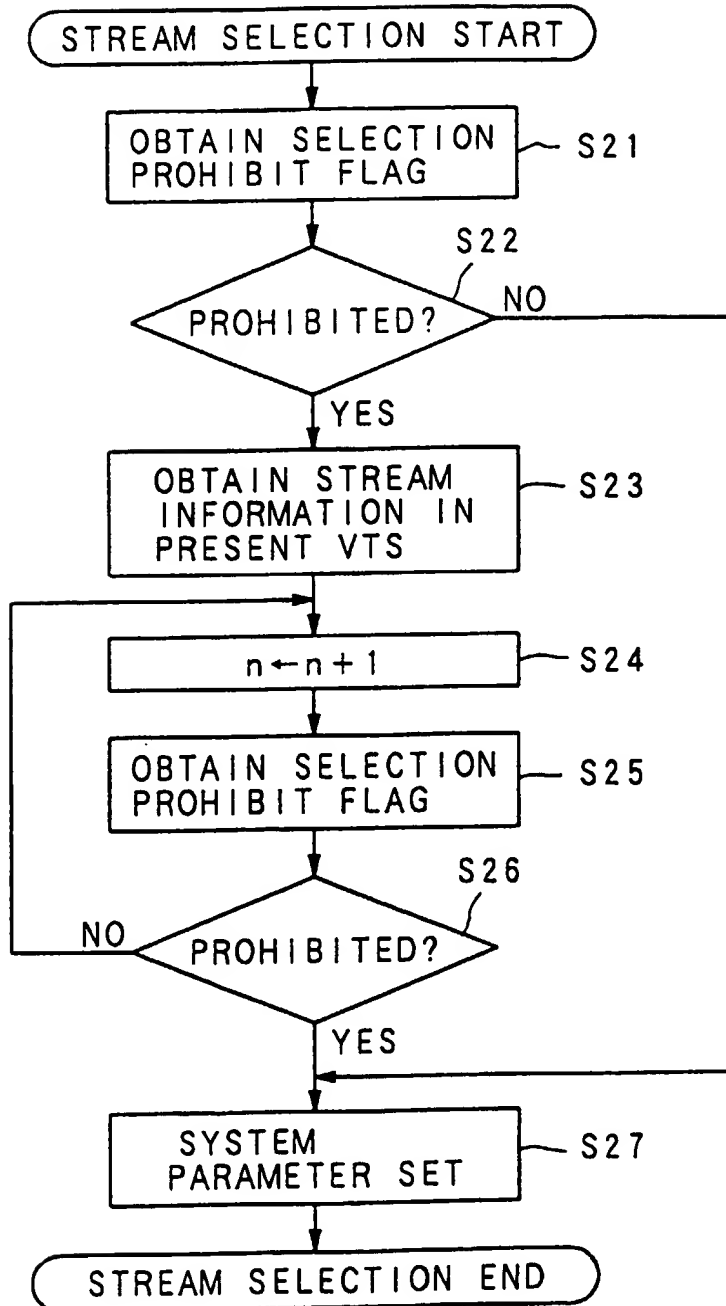 STREAM SELECTION START
OBTAIN SELECTION
PROHIBIT FLAG
S21
S22
PROHIBITED?
NO
YES
OBTAIN STREAM
INFORMATION IN
PRESENT VTS
S23
n←n+1
S24
OBTAIN SELECTION
PROHIBIT FLAG
S25
S26
NO
PROHIBITED?
YES
SYSTEM
PARAMETER SET
S27
STREAM SELECTION END